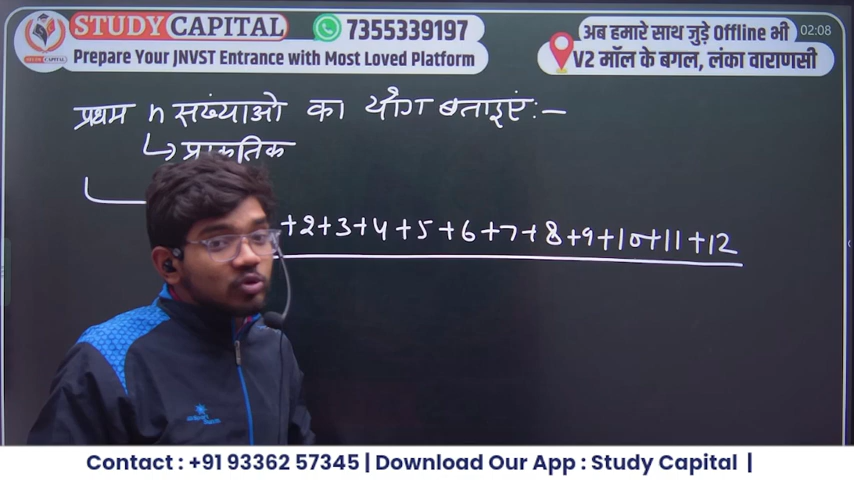 STUDY CAPITAL
7355339197
Prepare Your JNVST Entrance with Most Loved Platform
अब हमारे साथ जुड़े Offline भी
V2 मॉल के बगल, लंका वाराणसी
02:08
प्रथम n सख्याओ का योग बताइएं:-
प्राकृतिक
+2+3+4+5+6+7+8+9+10+11+12
Contact : +91 93362 57345 | Download Our App : Study Capital |